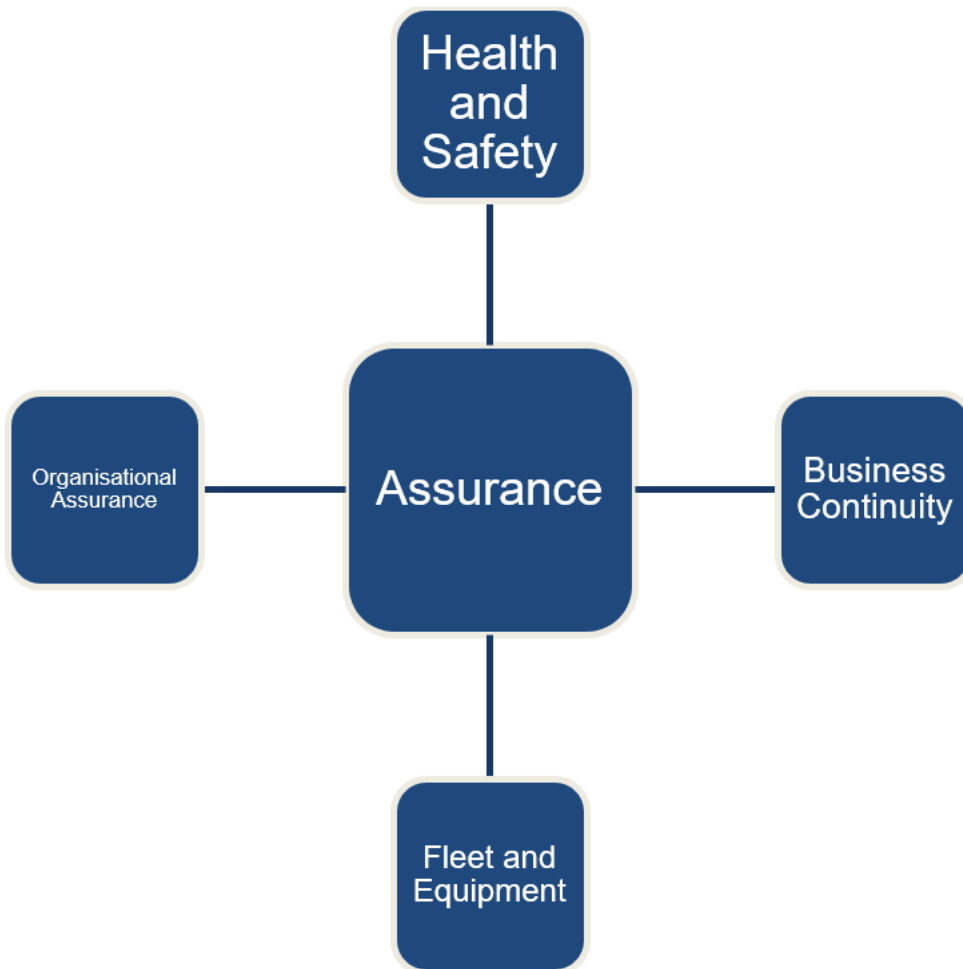 Health
and
Safety
Organisational
Assurance
Assurance
Business
Continuity
Fleet and
Equipment